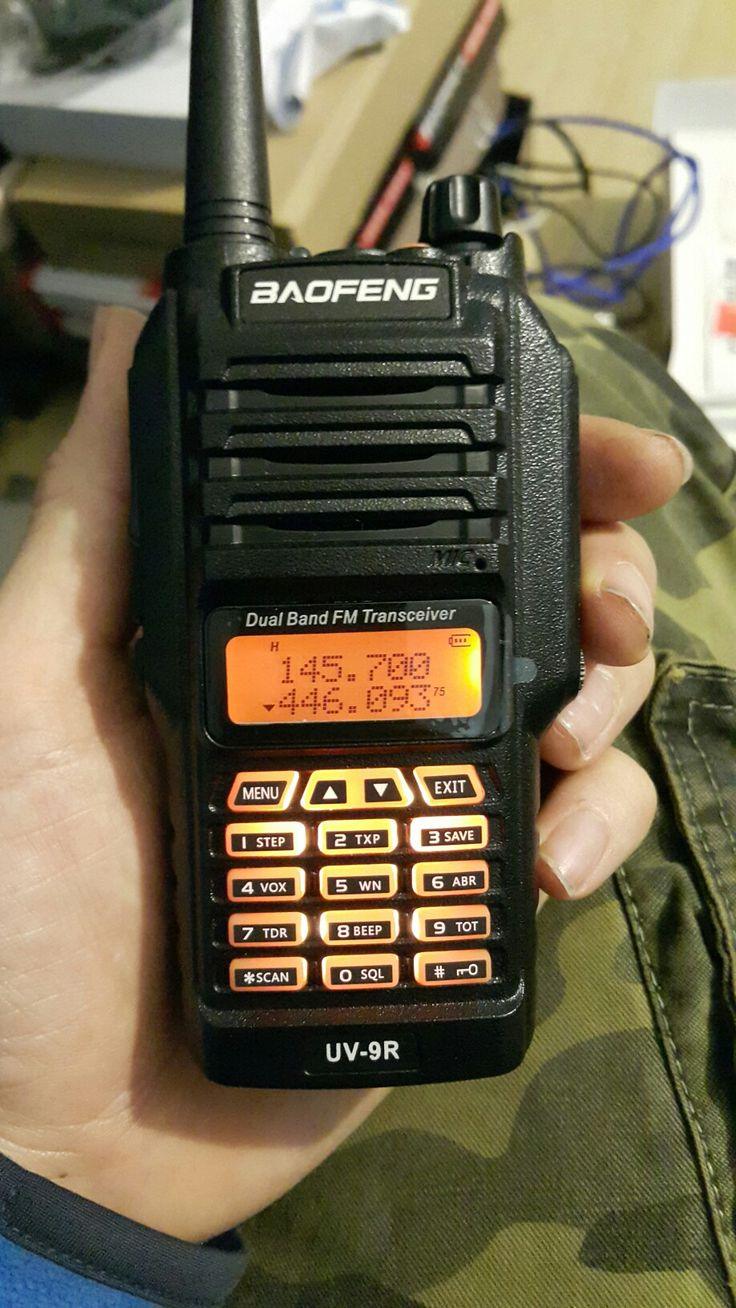 BAOFENG
MIC
Dual Band FM Transceiver
H
145.700
446.093 75
MENU ▲ ▼ EXIT
1 STEP 2 TXP 3 SAVE
4 VOX 5 WN 6 ABR
7 TDR 8 BEEP 9 TOT
*SCAN 0 SQL #
UV-9R